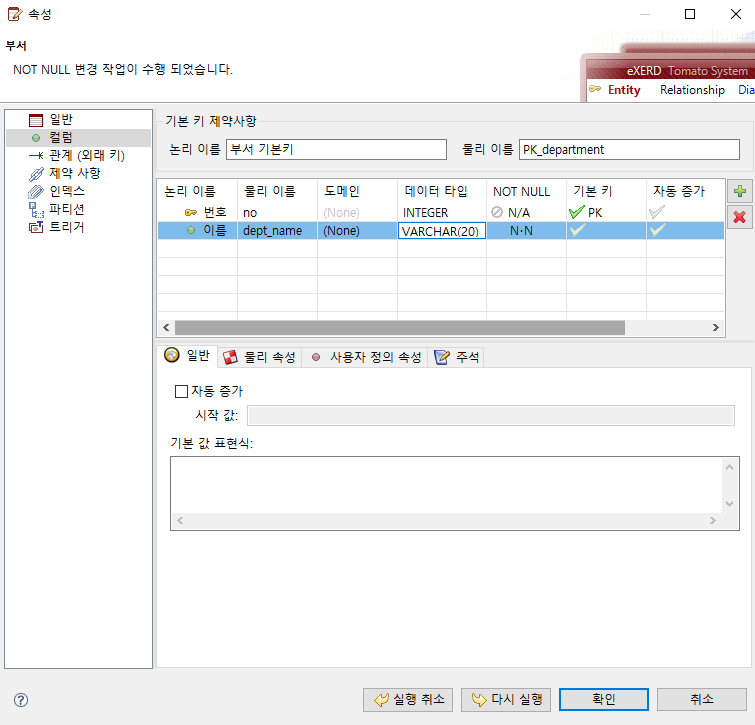 속성
부서
NOT NULL 변경 작업이 수행 되었습니다.
eXERD Tomato System
Entity Relationship Dia
일반
컬럼
관계 (외래 키)
제약 사항
인덱스
파티션
트리거
기본 키 제약사항
논리 이름 부서 기본키 물리 이름 PK_department
논리 이름 물리 이름 도메인 데이터 타입 NOT NULL 기본 키 자동 증가
번호 no (None) INTEGER N/A PK
이름 dept_name (None) VARCHAR(20) N·N
일반 물리 속성 사용자 정의 속성 주석
자동 증가
시작 값:
기본 값 표현식:
실행 취소 다시 실행 확인 취소